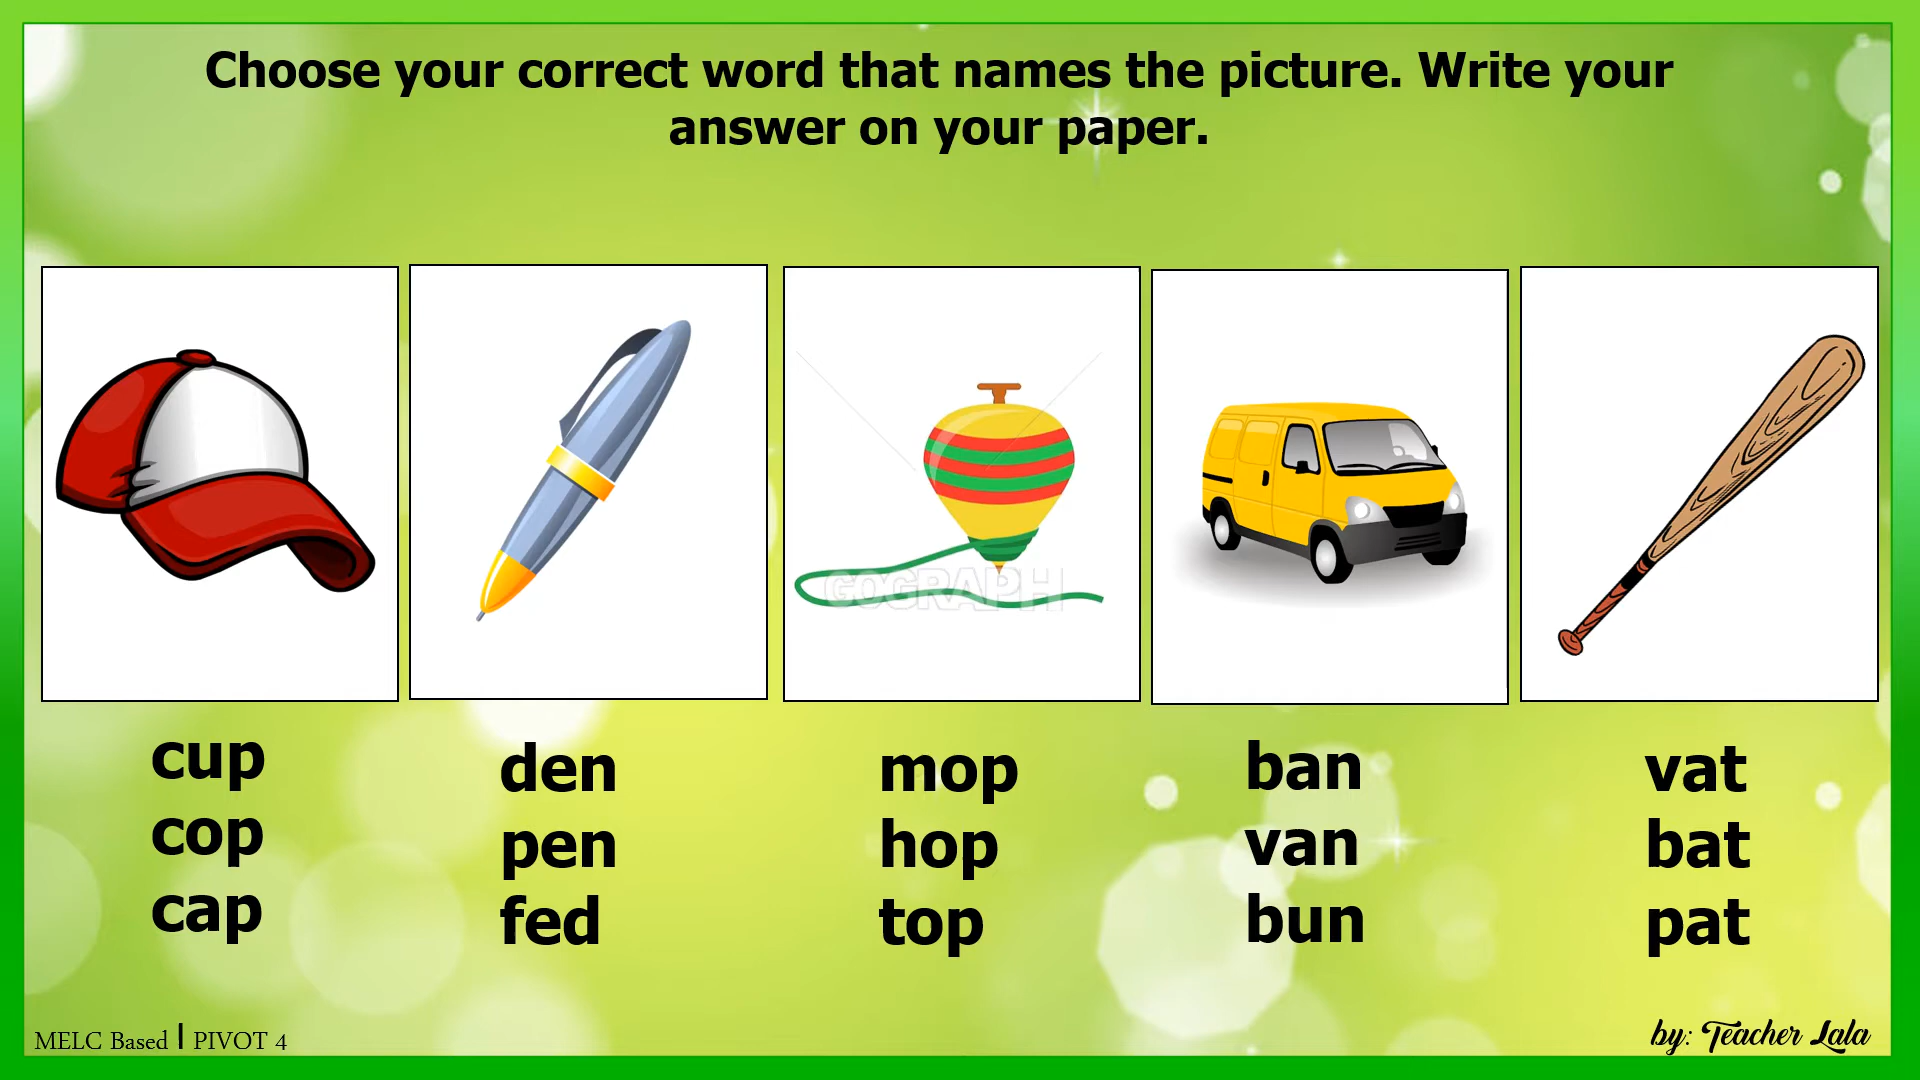 Choose your correct word that names the picture. Write your
answer on your paper.
GOGRAPH
cup
cop
cap
den
pen
fed
mop
hop
top
ban
van
bun
vat
bat
pat
MELC Based | PIVOT 4
by: Teacher Lala